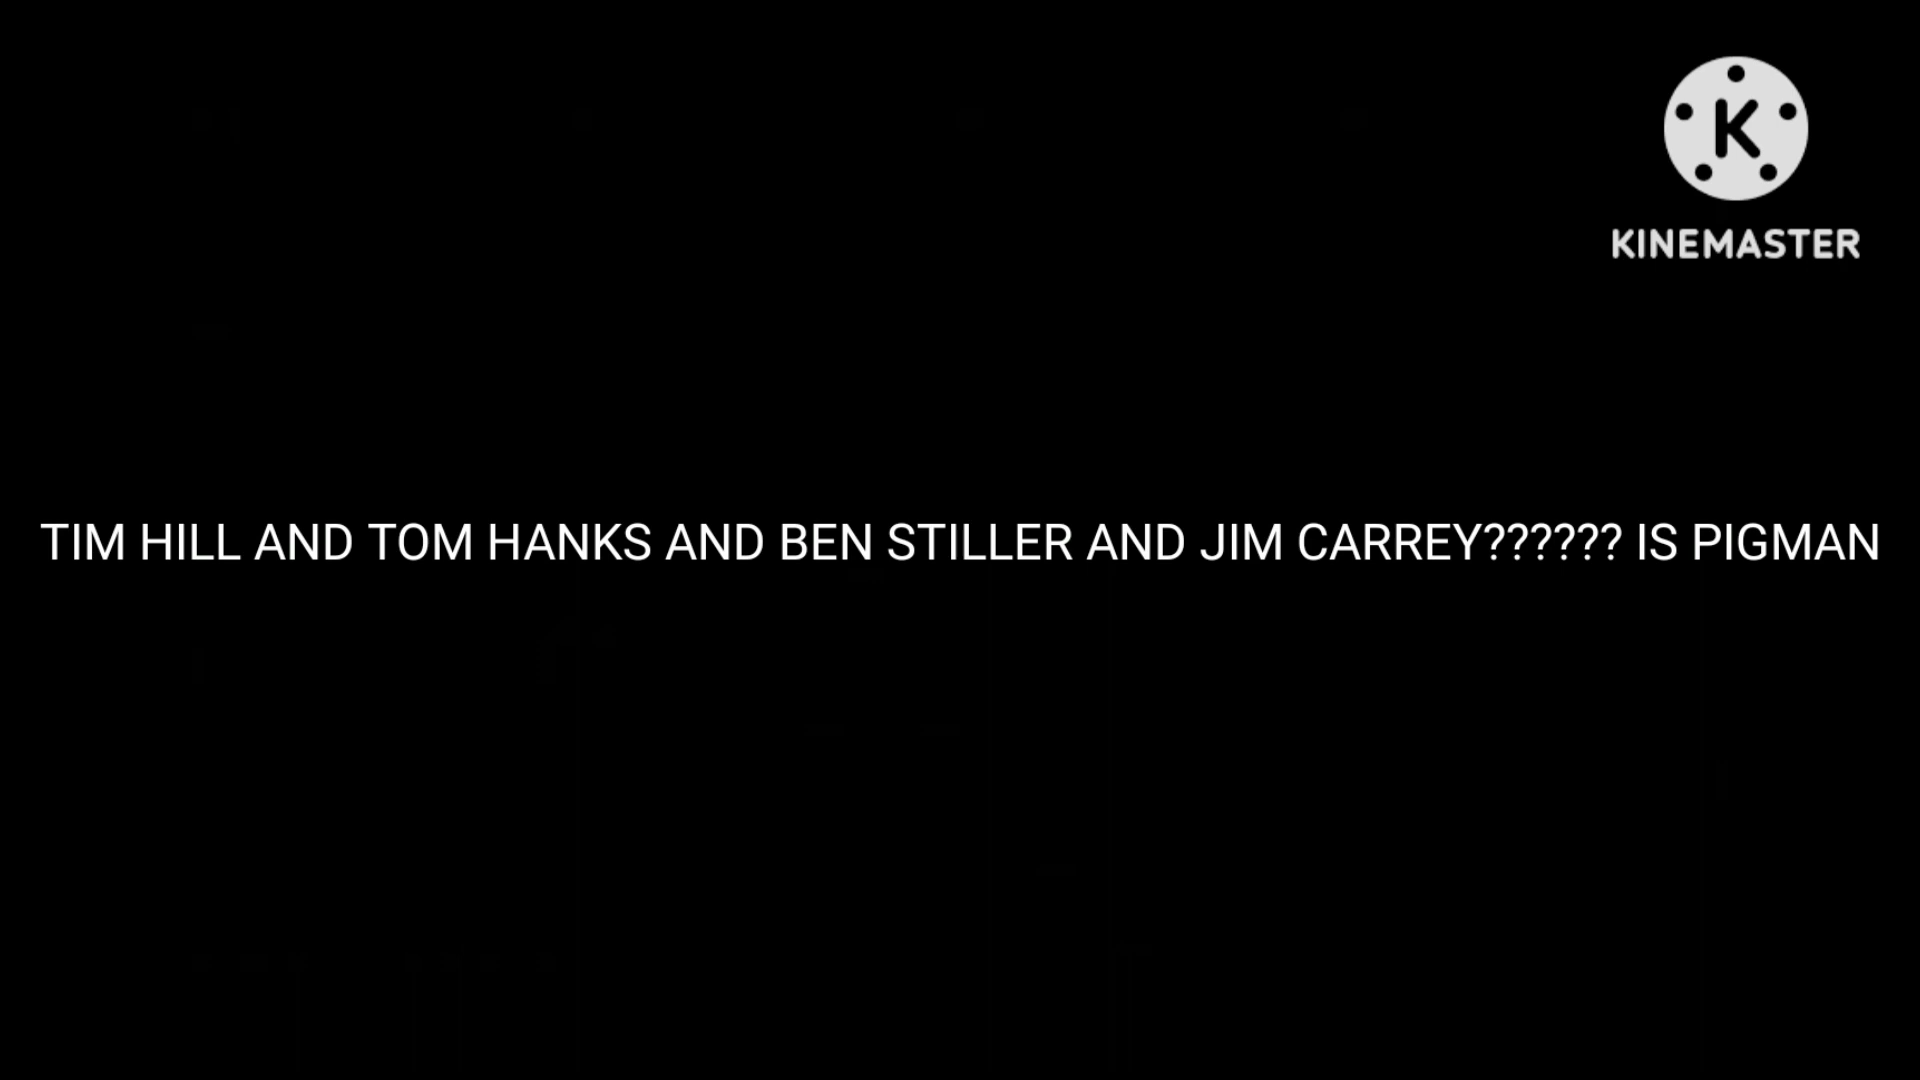 K
KINEMASTER
TIM HILL AND TOM HANKS AND BEN STILLER AND JIM CARREY?????? IS PIGMAN